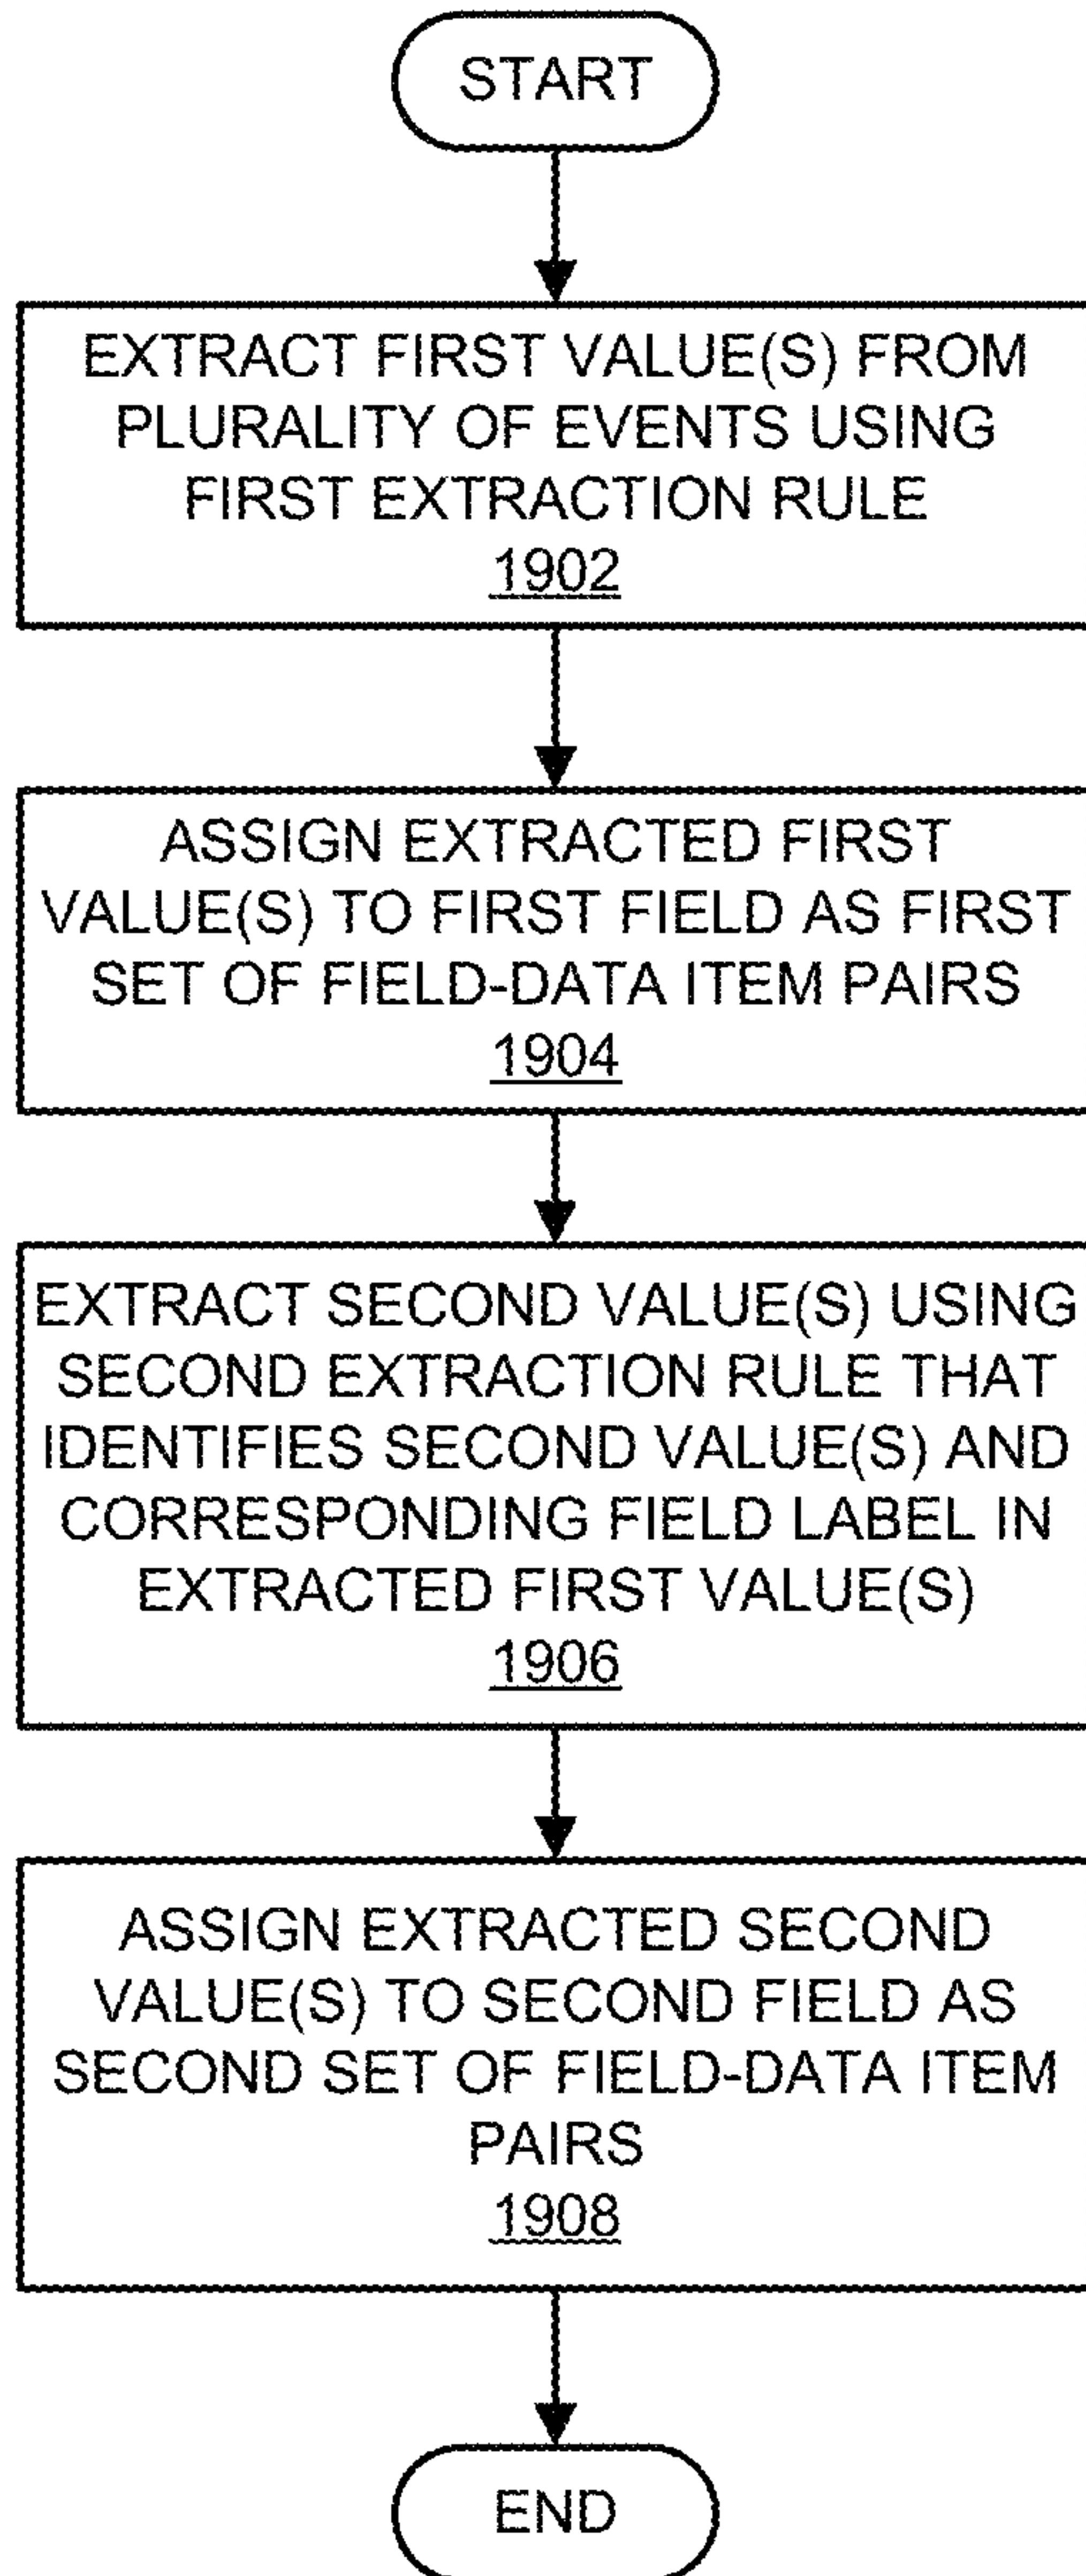 START
EXTRACT FIRST VALUE(S) FROM
PLURALITY OF EVENTS USING
FIRST EXTRACTION RULE
1902
ASSIGN EXTRACTED FIRST
VALUE(S) TO FIRST FIELD AS FIRST
SET OF FIELD-DATA ITEM PAIRS
1904
EXTRACT SECOND VALUE(S) USING
SECOND EXTRACTION RULE THAT
IDENTIFIES SECOND VALUE(S) AND
CORRESPONDING FIELD LABEL IN
EXTRACTED FIRST VALUE(S)
1906
ASSIGN EXTRACTED SECOND
VALUE(S) TO SECOND FIELD AS
SECOND SET OF FIELD-DATA ITEM
PAIRS
1908
END